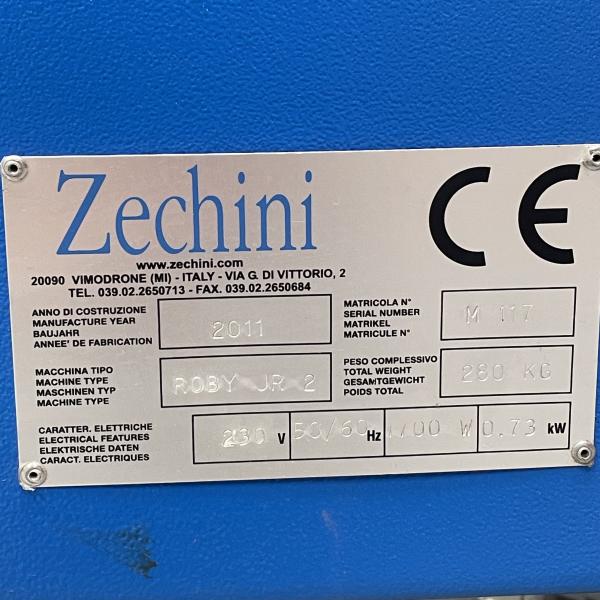 Zechini
CE
www.zechini.com
20090 VIMODRONE (MI) - ITALY - VIA G. DI VITTORIO, 2
TEL. 039.02.2650713 - FAX. 039.02.2650684
ANNO DI COSTRUZIONE
MANUFACTURE YEAR
BAUJAHR
ANNEE' DE FABRICATION
2011
MATRICOLA N°
SERIAL NUMBER
MATRIKEL
MATRICULE N°
M 117
MACCHINA TIPO
MACHINE TYPE
MASCHINEN TYP
MACHINE TYPE
ROBY JR 2
PESO COMPLESSIVO
TOTAL WEIGHT
GESAMTGEWICHT
POIDS TOTAL
KG
CARATTER. ELETTRICHE
ELECTRICAL FEATURES
ELEKTRISCHE DATEN
CARACT. ELECTRIQUES
230 V 50/60 Hz W 0.73 kW